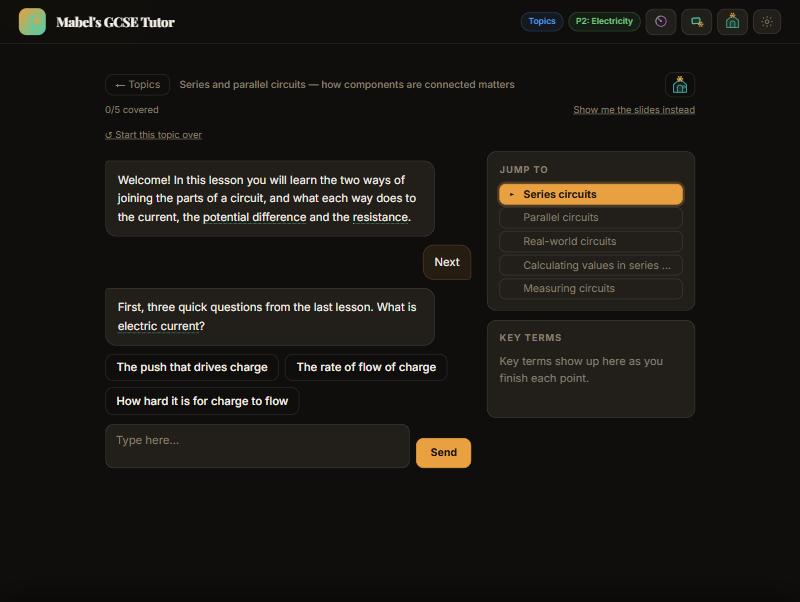 Mabel's GCSE Tutor
Topics
P2: Electricity
← Topics
Series and parallel circuits — how components are connected matters
0/5 covered
Show me the slides instead
↺ Start this topic over
Welcome! In this lesson you will learn the two ways of
joining the parts of a circuit, and what each way does to
the current, the potential difference and the resistance.
Next
First, three quick questions from the last lesson. What is
electric current?
The push that drives charge
The rate of flow of charge
How hard it is for charge to flow
Type here...
Send
JUMP TO
▸ Series circuits
Parallel circuits
Real-world circuits
Calculating values in series ...
Measuring circuits
KEY TERMS
Key terms show up here as you
finish each point.